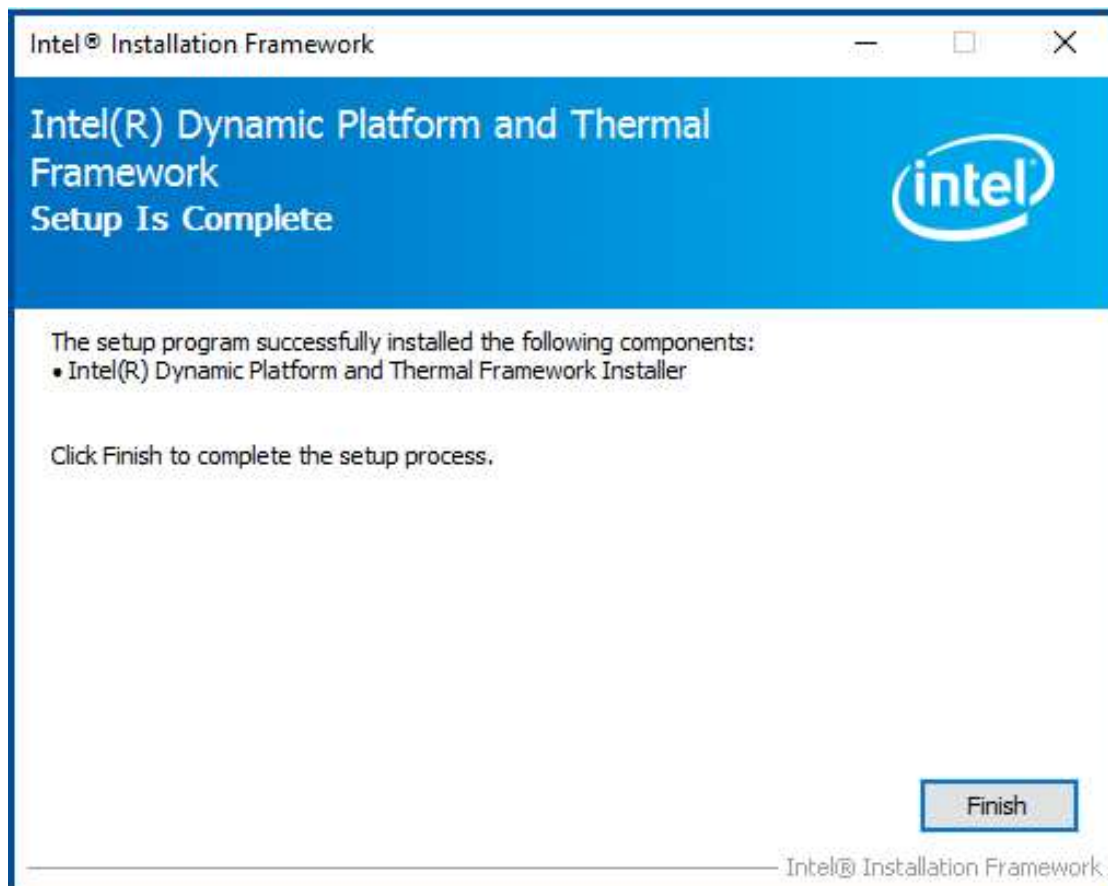 Intel® Installation Framework
Intel(R) Dynamic Platform and Thermal
Framework
Setup Is Complete
intel
The setup program successfully installed the following components:
• Intel(R) Dynamic Platform and Thermal Framework Installer
Click Finish to complete the setup process.
Finish
Intel® Installation Framework